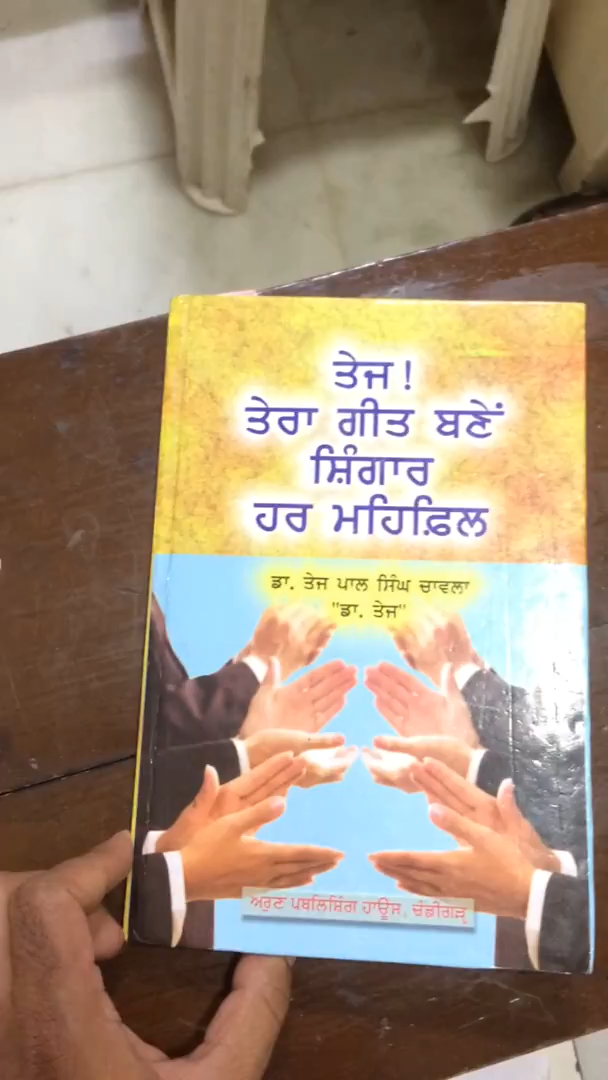 ਤੇਜ!
ਤੇਰਾ ਗੀਤ ਬਣੇਂ
ਸ਼ਿੰਗਾਰ
ਹਰ ਮਹਿਫ਼ਿਲ
ਡਾ. ਤੇਜ ਪਾਲ ਸਿੰਘ ਚਾਵਲਾ
"ਡਾ. ਤੇਜ"
ਅਰੁਣ ਪਬਲਿਸ਼ਿੰਗ ਹਾਊਸ, ਚੰਡੀਗੜ੍ਹ